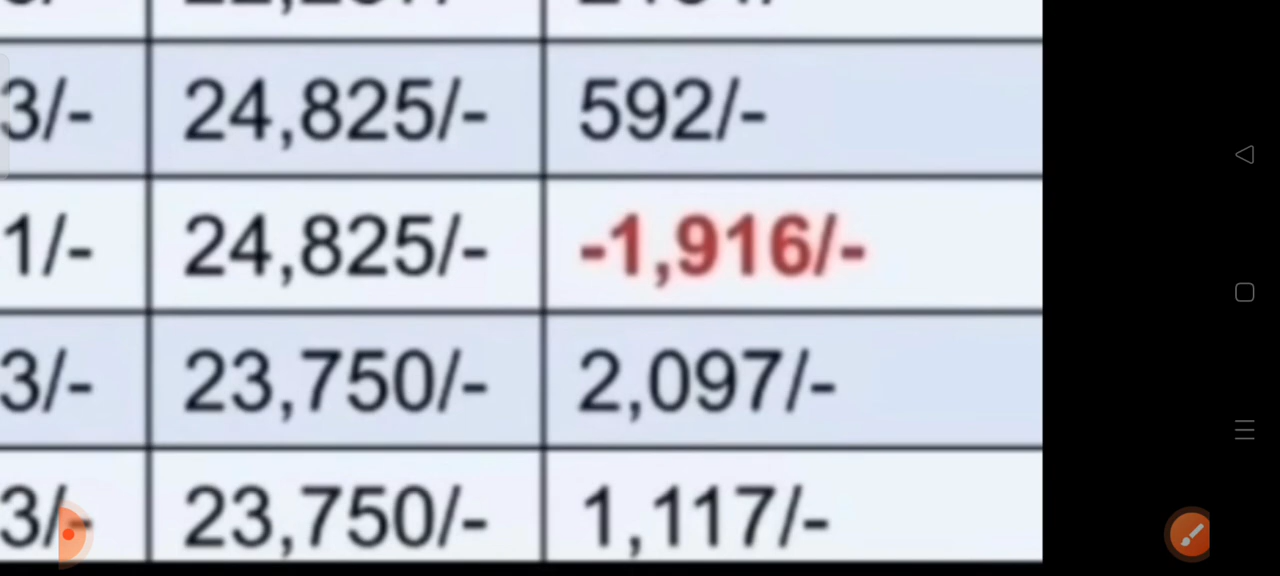 3/- 24,825/- 592/-
1/- 24,825/- -1,916/-
3/- 23,750/- 2,097/-
3/- 23,750/- 1,117/-